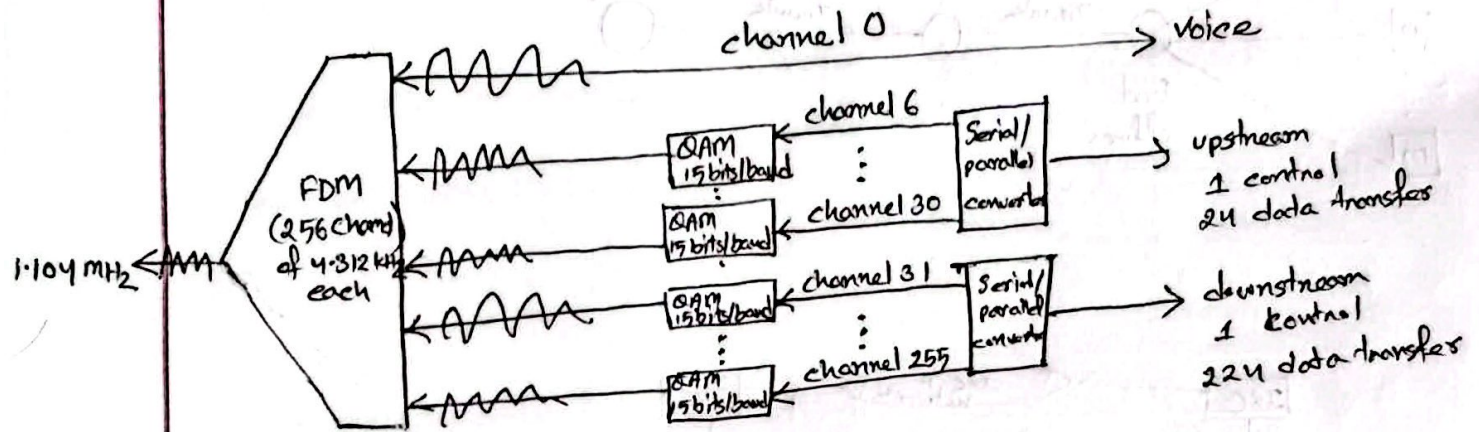 channel 0
voice
channel 6
QAM
15 bits/baud
Serial/
parallel
converter
upstream
1 control
24 data transfer
FDM
(256 Channel)
of 4.312 kHz
each
QAM
15 bits/baud
channel 30
1.104 mHz
channel 31
QAM
15 bits/baud
Serial/
parallel
converter
downstream
1 control
224 data transfer
QAM
15 bits/baud
channel 255